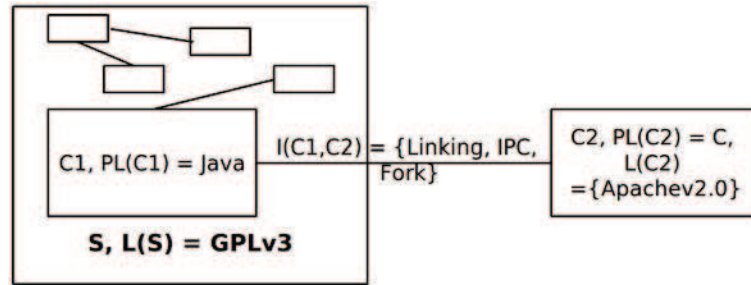 C1, PL(C1) = Java
I(C1,C2) = {Linking, IPC,
Fork}
C2, PL(C2) = C,
L(C2)
={Apachev2.0}
S, L(S) = GPLv3